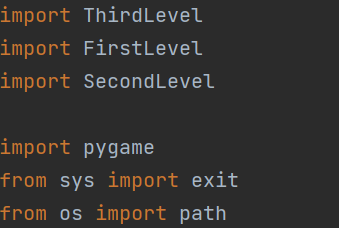 import ThirdLevel
import FirstLevel
import SecondLevel
import pygame
from sys import exit
from os import path